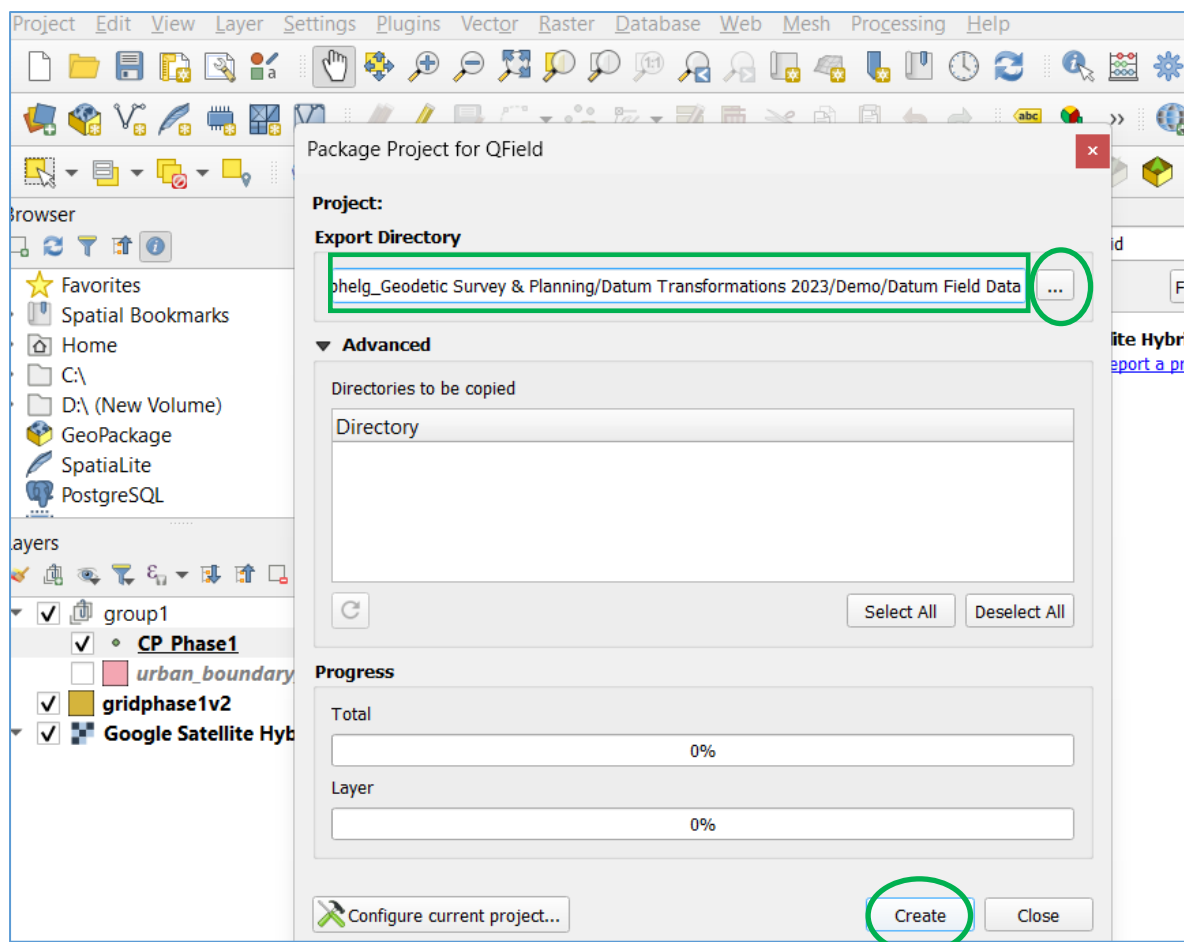 Project Edit View Layer Settings Plugins Vector Raster Database Web Mesh Processing Help
a
1:1
abc
»
Package Project for QField
×
Project:
Export Directory
phelg_Geodetic Survey & Planning/Datum Transformations 2023/Demo/Datum Field Data
...
Advanced
Directories to be copied
Directory
Select All Deselect All
Progress
Total
0%
Layer
0%
Configure current project...
Create Close
Browser
Favorites
Spatial Bookmarks
Home
C:\
D:\ (New Volume)
GeoPackage
SpatiaLite
PostgreSQL
Layers
group1
CP_Phase1
urban_boundary_
gridphase1v2
Google Satellite Hyb
id
F
ite Hybri
eport a pr